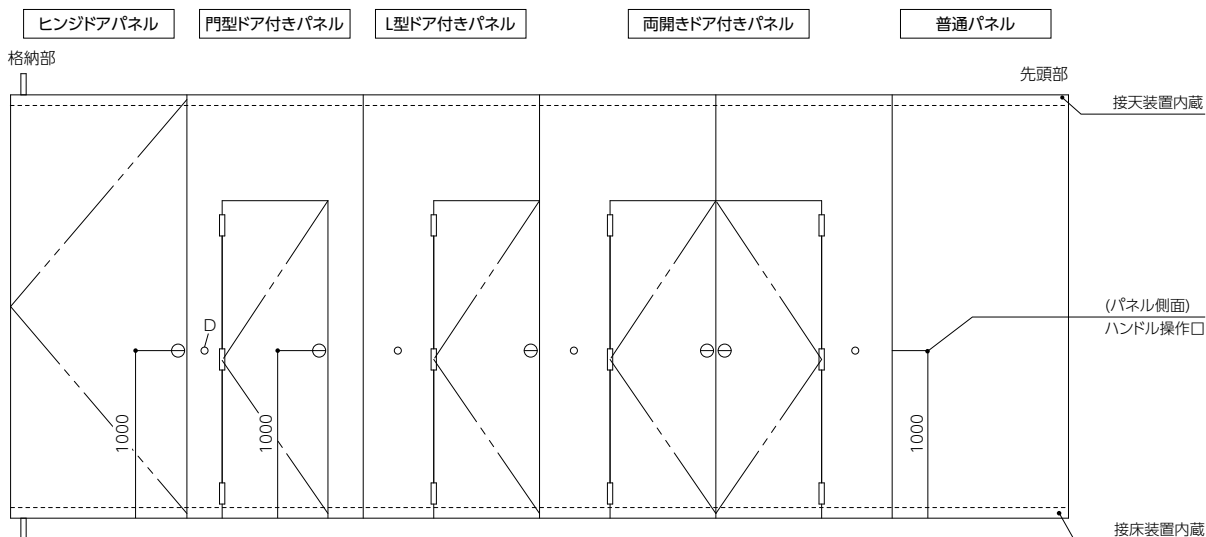 ヒンジドアパネル
門型ドア付きパネル
L型ドア付きパネル
両開きドア付きパネル
普通パネル
格納部
先頭部
接天装置内蔵
D
(パネル側面)
ハンドル操作口
1000
1000
1000
接床装置内蔵